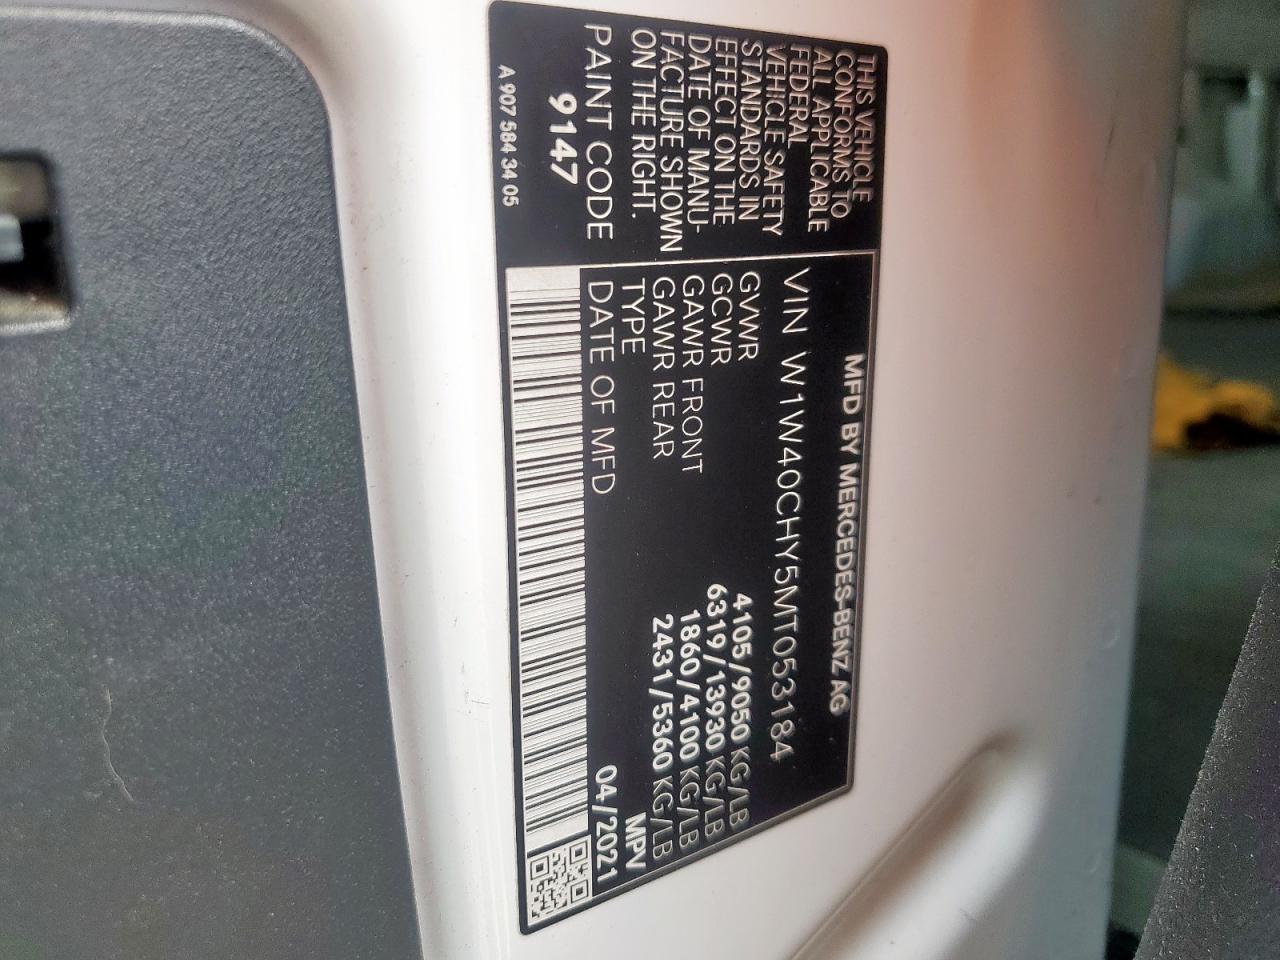 THIS VEHICLE
CONFORMS TO
ALL APPLICABLE
FEDERAL
VEHICLE SAFETY
STANDARDS IN
EFFECT ON THE
DATE OF MANU-
FACTURE SHOWN
ON THE RIGHT.
PAINT CODE
9147
A 907 584 34 05
MFD BY MERCEDES-BENZ AG
VIN W1W40CHY5MT053184
GVWR 4105/9050 KG/LB
GCWR 6319/13930 KG/LB
GAWR FRONT 1860/4100 KG/LB
GAWR REAR 2431/5360 KG/LB
TYPE MPV
DATE OF MFD 04/2021